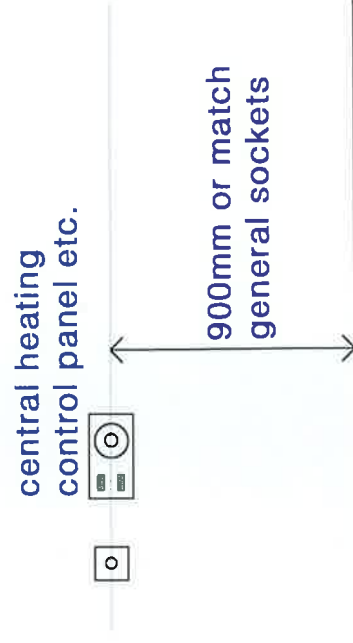 central heating
control panel etc.
900mm or match
general sockets